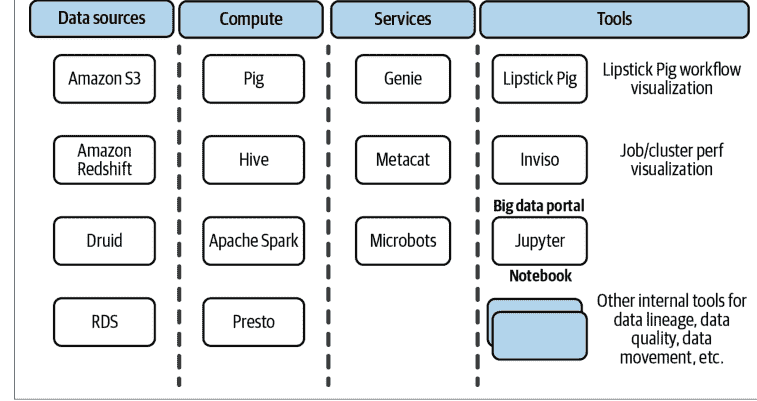 Data sources
Compute
Services
Tools
Amazon S3
Pig
Genie
Lipstick Pig
Lipstick Pig workflow
visualization
Amazon
Redshift
Hive
Metacat
Inviso
Job/cluster perf
visualization
Big data portal
Druid
Apache Spark
Microbots
Jupyter
Notebook
RDS
Presto
Other internal tools for
data lineage, data
quality, data
movement, etc.